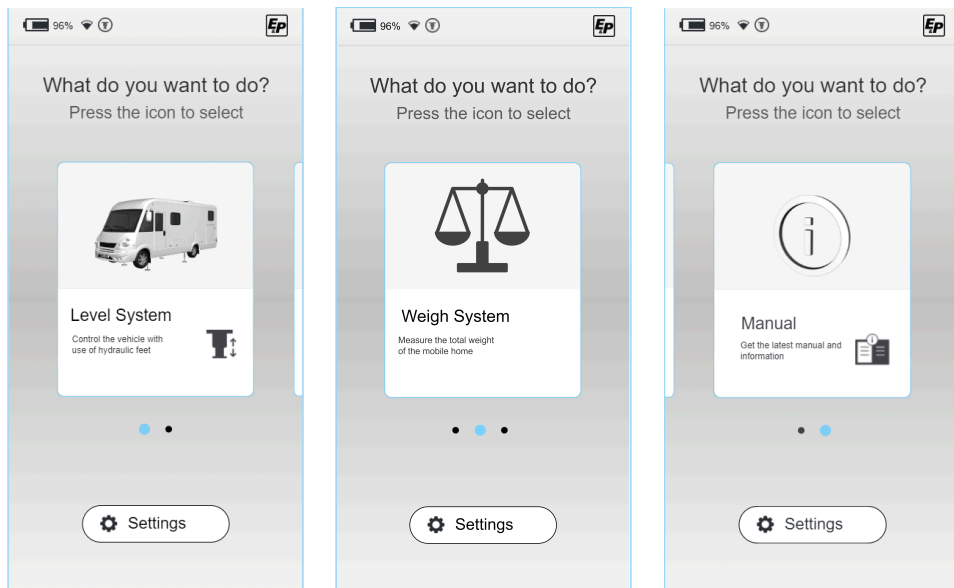 96%
EP
What do you want to do?
Press the icon to select
Level System
Control the vehicle with
use of hydraulic feet
Settings
96%
EP
What do you want to do?
Press the icon to select
Weigh System
Measure the total weight
of the mobile home
Settings
96%
EP
What do you want to do?
Press the icon to select
i
Manual
Get the latest manual and
information
i
Settings